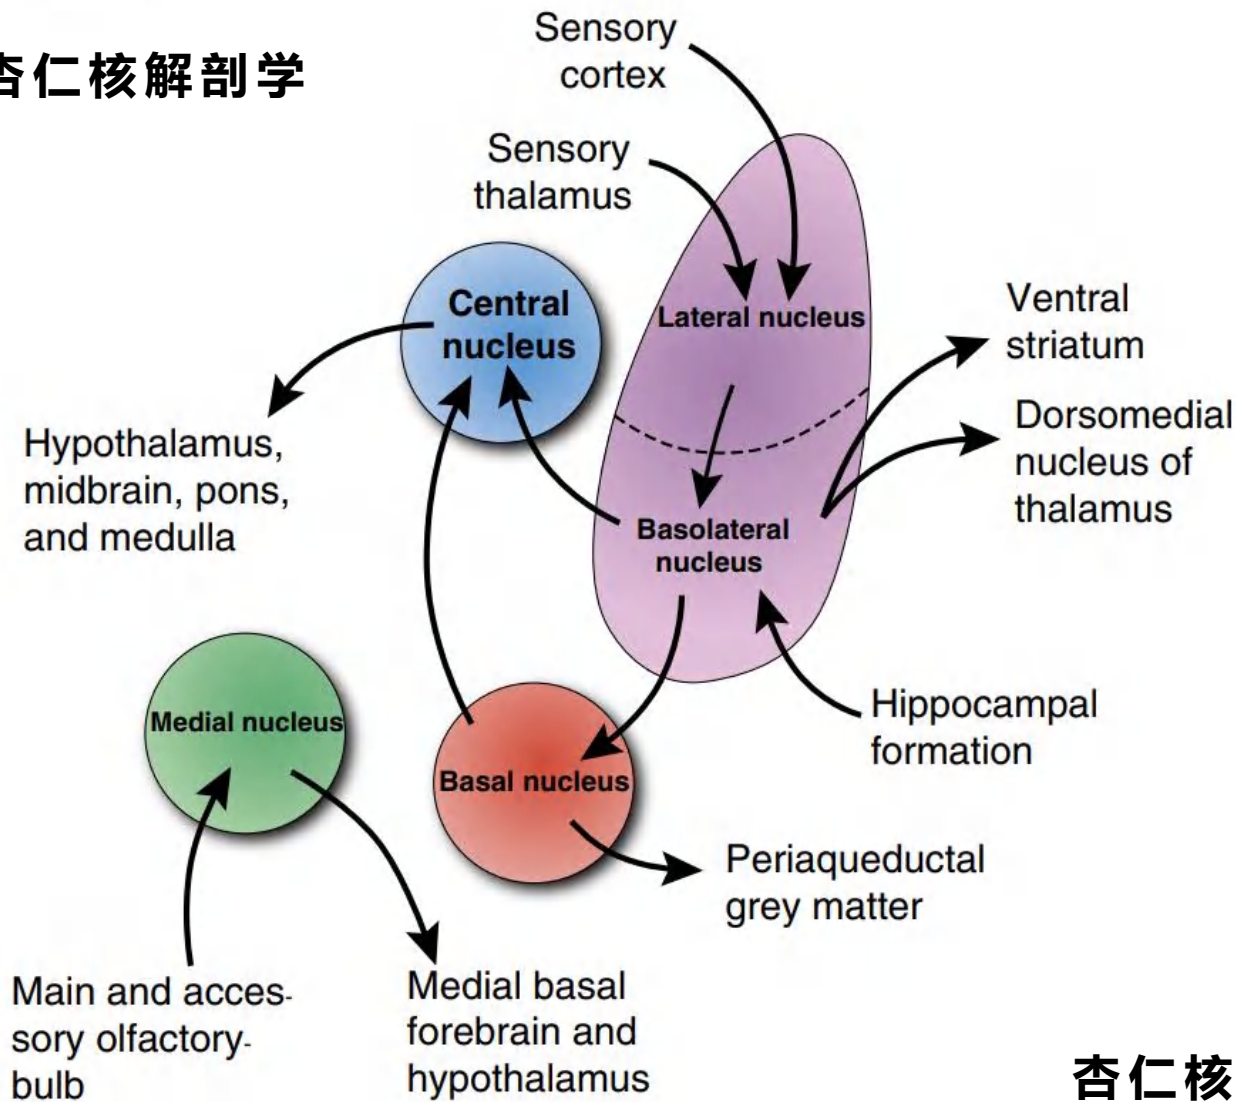 杏仁核解剖学
Sensory
cortex
Sensory
thalamus
Central
nucleus
Lateral nucleus
Ventral
striatum
Dorsomedial
nucleus of
thalamus
Hypothalamus,
midbrain, pons,
and medulla
Basolateral
nucleus
Medial nucleus
Basal nucleus
Hippocampal
formation
Periaqueductal
grey matter
Main and acces-
sory olfactory-
bulb
Medial basal
forebrain and
hypothalamus
杏仁核